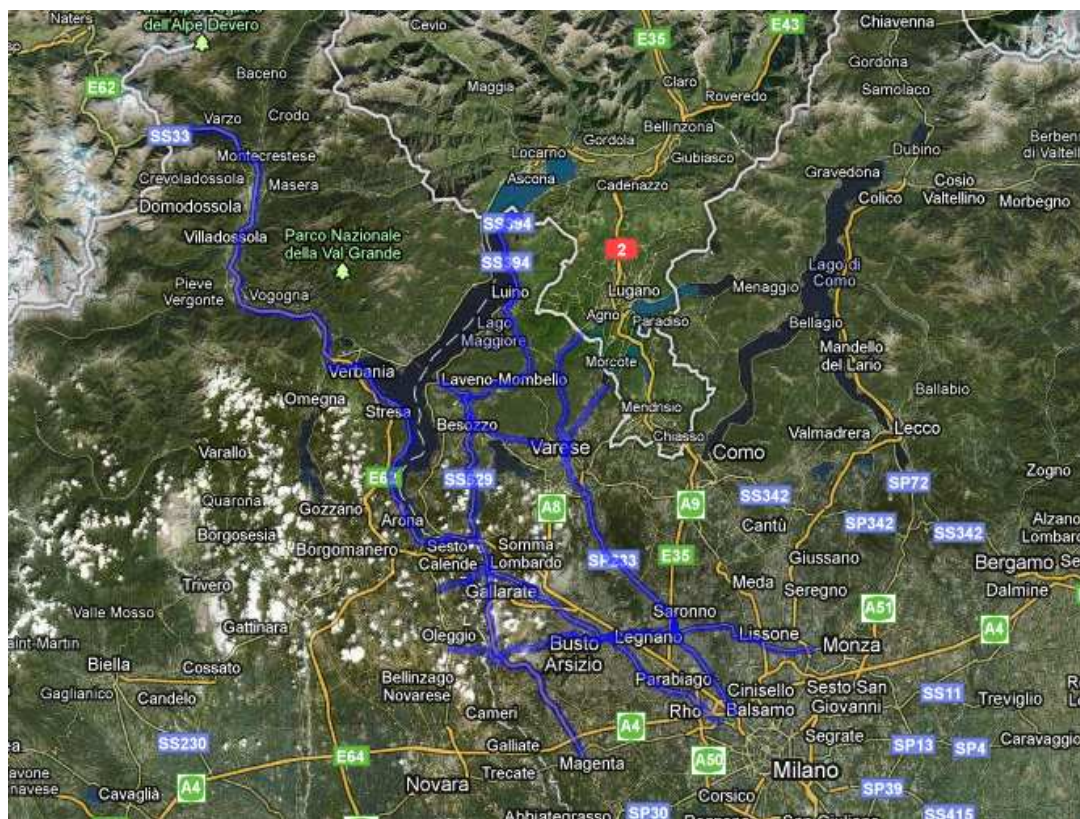 Naters
dell'Alpe Devero
Cevio
E35
E43
Chiavenna
Gordona
Samolaco
E62
Baceno
Maggia
Claro
Roveredo
Varzo
Crodo
SS33
Bellinzona
Gordola
Giubiasco
Dubino
Montecrestese
Locarno
Ascona
Crevoladossola
Masera
Cadenazzo
Gravedona
Cosio
Valtellino
Colico
Morbegno
Domodossola
SS394
Villadossola
Parco Nazionale
della Val Grande
2
SS394
Lago di
Como
Pieve
Vergonte
Vogogna
Luino
Lugano
Menaggio
Agno
Paradiso
Lago
Maggiore
Bellagio
Morcote
Mandello
del Lario
Verbania
Laveno-Mombello
Ballabio
Omegna
Stresa
Mendrisio
Besozzo
Chiasso
Valmadrera
Lecco
Varallo
Varese
Como
Zogno
SS629
SP72
Quarona
Gozzano
A8
A9
SS342
Arona
Cantù
SP342
SS342
Borgosesia
Borgomanero
Sesto
Calende
Somma
Lombardo
SP233
E35
Giussano
Bergamo
Trivero
Gallarate
Meda
Seregno
Dalmine
Valle Mosso
Saronno
A51
Gattinara
Oleggio
Legnano
Lissone
A4
Busto
Arsizio
Monza
Biella
Cossato
Bellinzago
Novarese
Parabiago
Gaglianico
Candelo
Cinisello
Balsamo
Sesto San
Giovanni
SS11
Treviglio
Cameri
Rho
A4
SS230
Segrate
SP13
SP4
Caravaggio
E64
Galliate
Magenta
A50
Trecate
Milano
A4
Cavaglià
Novara
Corsico
SP39
Abbiategrasso
SP30
SS415